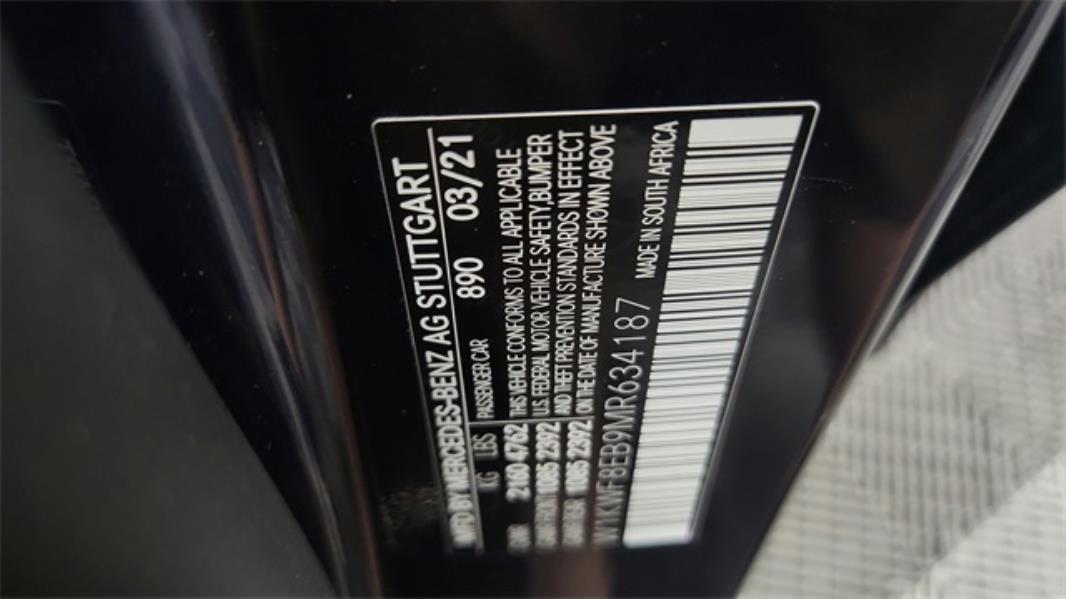 MFD BY MERCEDES-BENZ AG STUTTGART
KG LBS PASSENGER CAR 890 03/21
2160 4762 THIS VEHICLE CONFORMS TO ALL APPLICABLE
1085 2392 U.S. FEDERAL MOTOR VEHICLE SAFETY, BUMPER
AND THEFT PREVENTION STANDARDS IN EFFECT
1085 2392 ON THE DATE OF MANUFACTURE SHOWN ABOVE
W1KWF8EB9MR634187 MADE IN SOUTH AFRICA